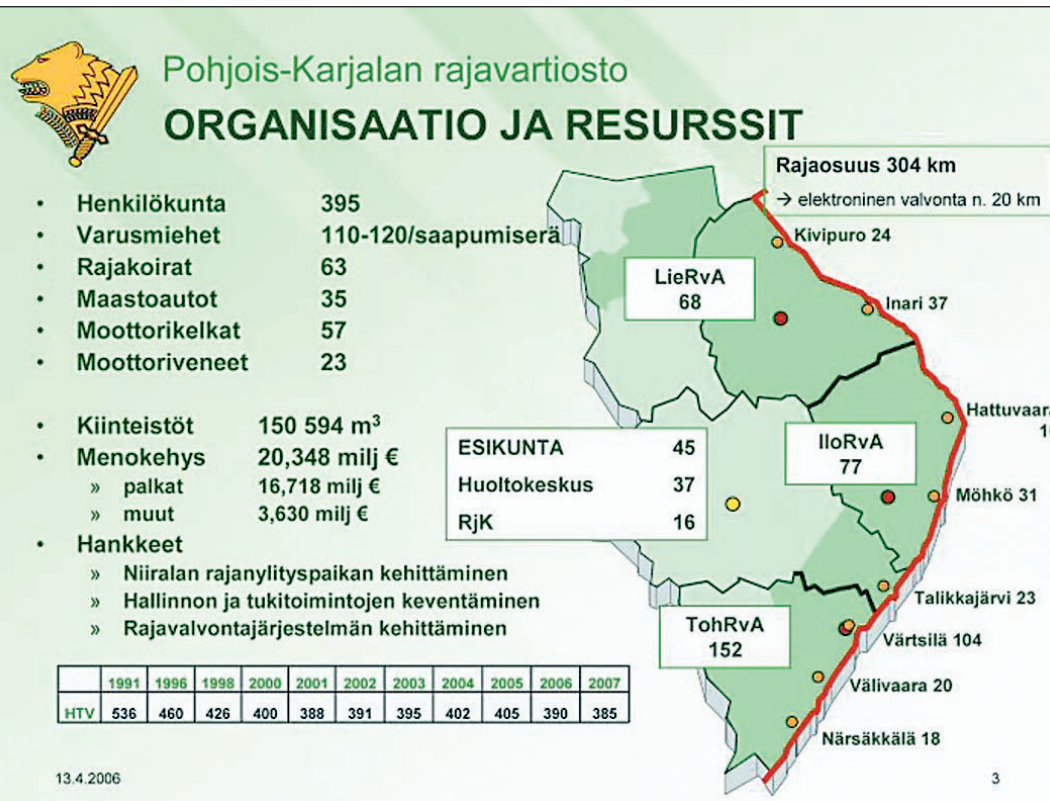 Pohjois-Karjalan rajavartiosto
ORGANISAATIO JA RESURSSIT
• Henkilökunta 395
• Varusmiehet 110-120/saapumiserä
• Rajakoirat 63
• Maastoautot 35
• Moottorikelkat 57
• Moottoriveneet 23
• Kiinteistöt 150 594 m³
• Menokehys 20,348 milj €
» palkat 16,718 milj €
» muut 3,630 milj €
• Hankkeet
» Niiralan rajanylityspaikan kehittäminen
» Hallinnon ja tukitoimintojen keventäminen
» Rajavalvontajärjestelmän kehittäminen
Rajaosuus 304 km
→ elektroninen valvonta n. 20 km
Kivipuro 24
LieRvA
68
Inari 37
Hattuvaara
IloRvA
77
Möhkö 31
ESIKUNTA 45
Huoltokeskus 37
RjK 16
Talikkajärvi 23
TohRvA
152
Värtsilä 104
Välivaara 20
Närsäkkälä 18
1991 1996 1998 2000 2001 2002 2003 2004 2005 2006 2007
HTV 536 460 426 400 388 391 395 402 405 390 385
13.4.2006
3